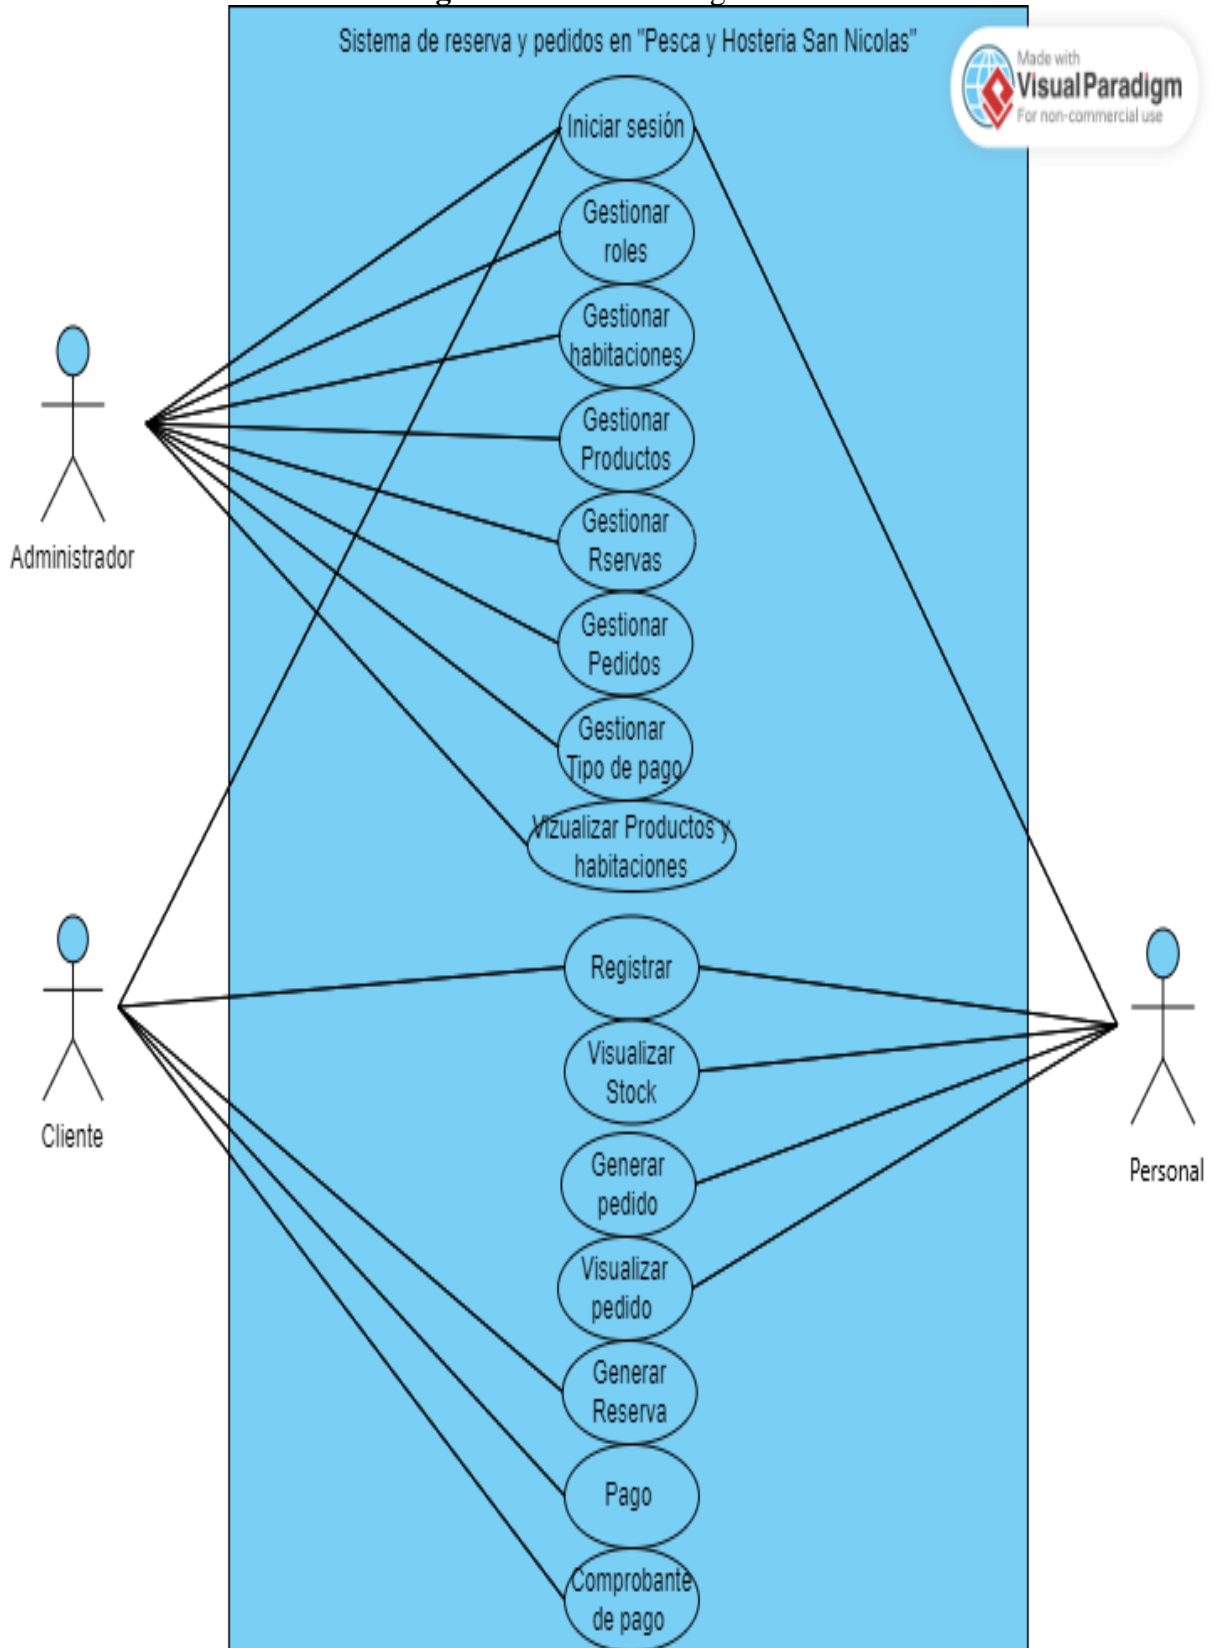 Sistema de reserva y pedidos en "Pesca y Hosteria San Nicolas"
Made with
Visual Paradigm
For non-commercial use
Iniciar sesión
Gestionar
roles
Gestionar
habitaciones
Gestionar
Productos
Gestionar
Rservas
Gestionar
Pedidos
Gestionar
Tipo de pago
Vizualizar Productos y
habitaciones
Administrador
Registrar
Visualizar
Stock
Cliente
Generar
pedido
Personal
Visualizar
pedido
Generar
Reserva
Pago
Comprobante
de pago